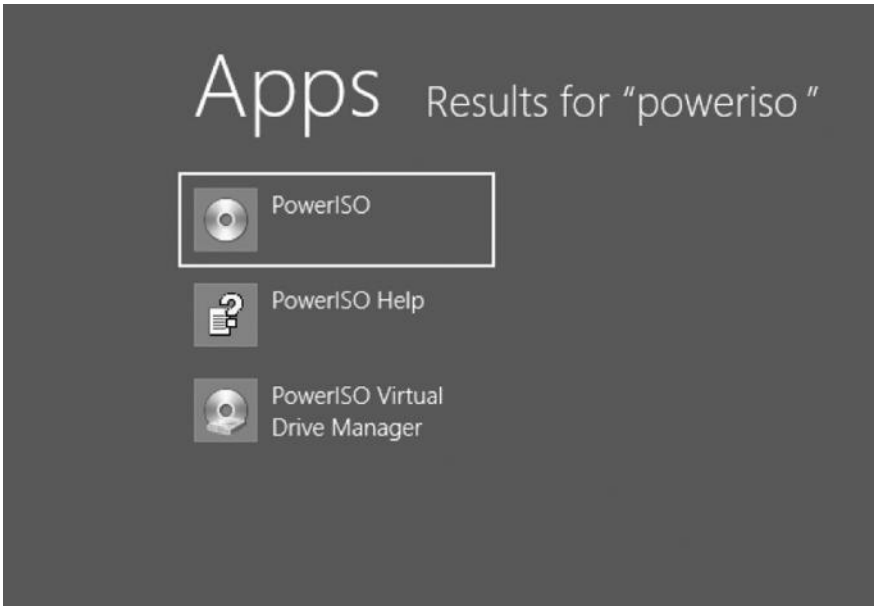 Apps Results for “poweriso ”
PowerISO
PowerISO Help
PowerISO Virtual
Drive Manager